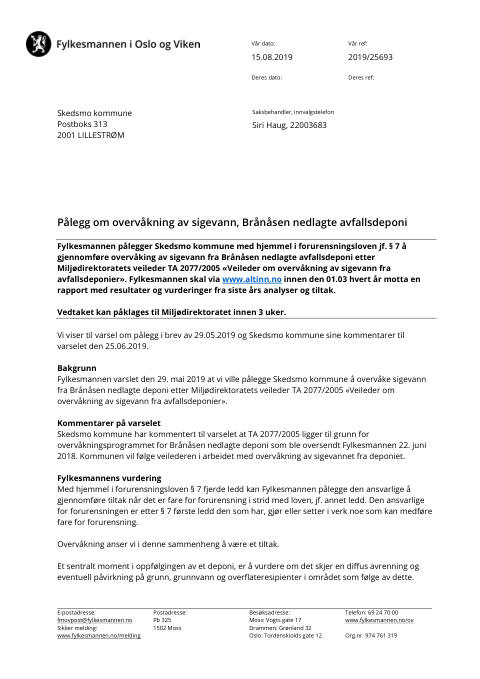 Fylkesmannen i Oslo og Viken
Vår dato:
Vår ref:
15.08.2019
2019/25693
Deres dato:
Deres ref:
Skedsmo kommune
Postboks 313
2001 LILLESTRØM
Saksbehandler, innvalgstelefon
Siri Haug, 22003683
Pålegg om overvåkning av sigevann, Brånåsen nedlagte avfallsdeponi
Fylkesmannen pålegger Skedsmo kommune med hjemmel i forurensningsloven jf. § 7 å
gjennomføre overvåking av sigevann fra Brånåsen nedlagte avfallsdeponi etter
Miljødirektoratets veileder TA 2077/2005 «Veileder om overvåkning av sigevann fra
avfallsdeponier». Fylkesmannen skal via www.altinn.no innen den 01.03 hvert år motta en
rapport med resultater og vurderinger fra siste års analyser og tiltak.
Vedtaket kan påklages til Miljødirektoratet innen 3 uker.
Vi viser til varsel om pålegg i brev av 29.05.2019 og Skedsmo kommune sine kommentarer til
varselet den 25.06.2019.
Bakgrunn
Fylkesmannen varslet den 29. mai 2019 at vi ville pålegge Skedsmo kommune å overvåke sigevann
fra Brånåsen nedlagte deponi etter Miljødirektoratets veileder TA 2077/2005 «Veileder om
overvåkning av sigevann fra avfallsdeponier».
Kommentarer på varselet
Skedsmo kommune har kommentert til varselet at TA 2077/2005 ligger til grunn for
overvåkningsprogrammet for Brånåsen nedlagte deponi som ble oversendt Fylkesmannen 22. juni
2018. Kommunen vil følge veilederen i arbeidet med overvåkning av sigevannet fra deponiet.
Fylkesmannens vurdering
Med hjemmel i forurensningsloven § 7 fjerde ledd kan Fylkesmannen pålegge den ansvarlige å
gjennomføre tiltak når det er fare for forurensning i strid med loven, jf. annet ledd. Den ansvarlige
for forurensningen er etter § 7 første ledd den som har, gjør eller setter i verk noe som kan medføre
fare for forurensning.
Overvåkning anser vi i denne sammenheng å være et tiltak.
Et sentralt moment i oppfølgingen av et deponi, er å vurdere om det skjer en diffus avrenning og
eventuell påvirkning på grunn, grunnvann og overflateresipienter i området som følge av dette.
E-postadresse:
fmovpost@fylkesmannen.no
Sikker melding:
www.fylkesmannen.no/melding
Postadresse:
Pb 325
1502 Moss
Besøksadresse:
Moss: Vogts gate 17
Drammen: Grønland 32
Oslo: Tordenskiolds gate 12
Telefon: 69 24 70 00
www.fylkesmannen.no/ov
Org.nr. 974 761 319